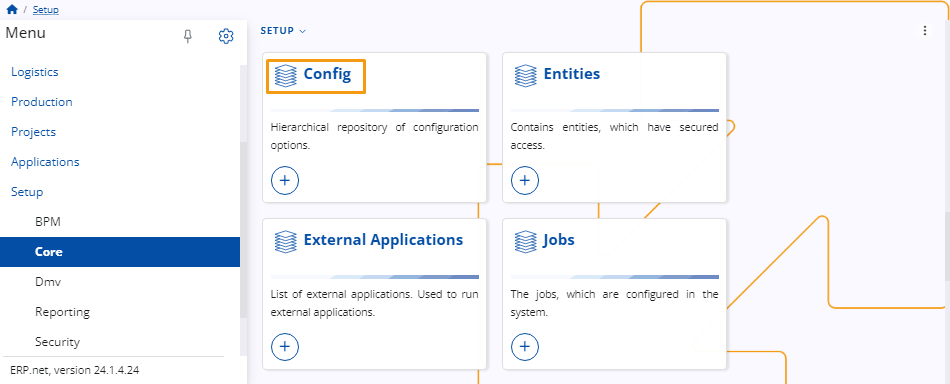 / Setup
Menu
Logistics
Production
Projects
Applications
Setup
BPM
Core
Dmv
Reporting
Security
ERP.net, version 24.1.4.24
SETUP
Config
Hierarchical repository of configuration
options.
Entities
Contains entities, which have secured
access.
External Applications
List of external applications. Used to run
external applications.
Jobs
The jobs, which are configured in the
system.